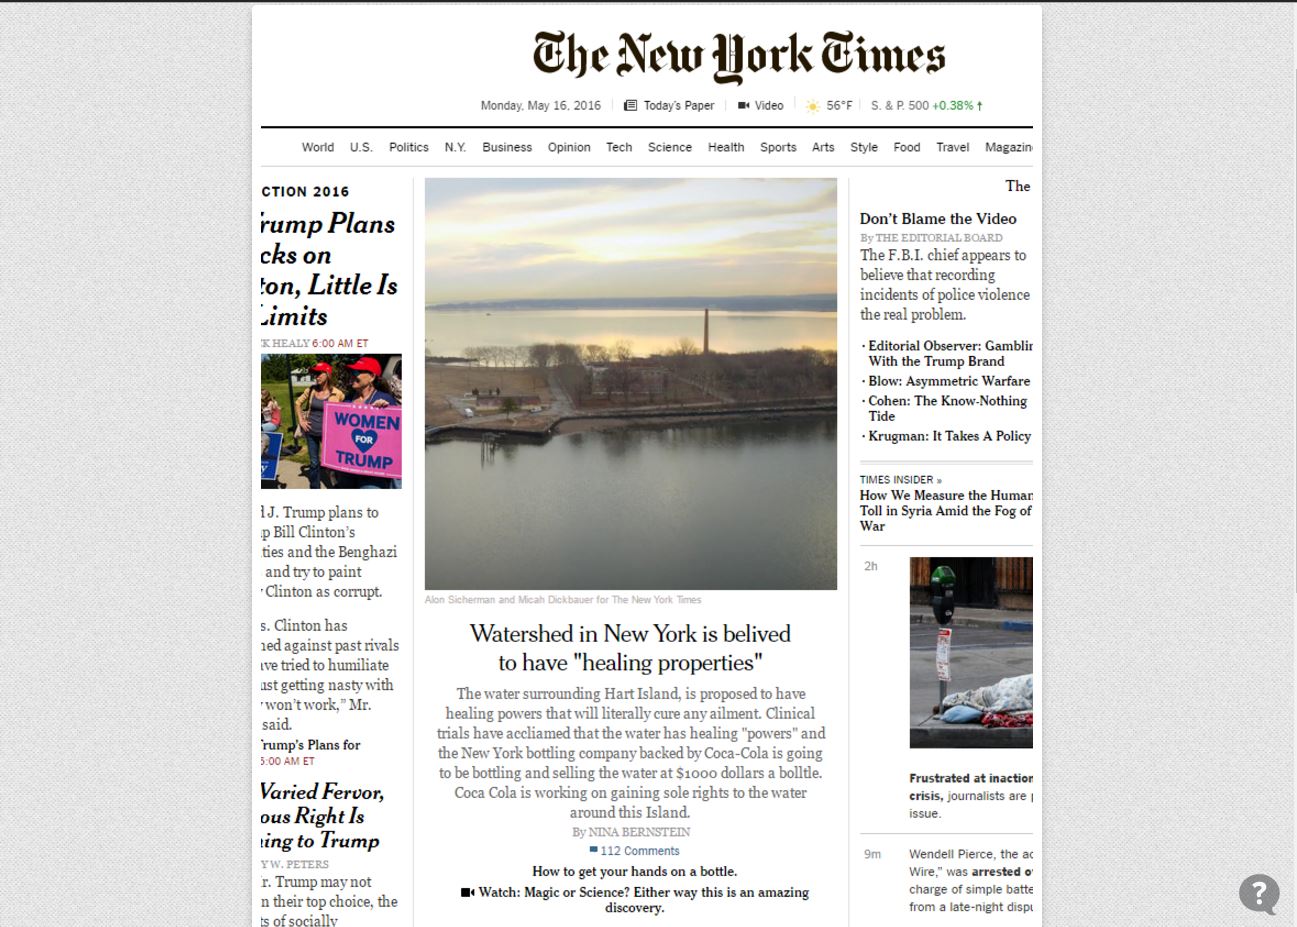 The New York Times
Monday, May 16, 2016 Today's Paper Video 56°F S. & P. 500 +0.38%↑
World U.S. Politics N.Y. Business Opinion Tech Science Health Sports Arts Style Food Travel Magazin
CTION 2016
rump Plans
cks on
ton, Little Is
Limits
K HEALY 6:00 AM ET
WOMEN
FOR
TRUMP
d J. Trump plans to
p Bill Clinton's
ties and the Benghazi
and try to paint
Clinton as corrupt.
s. Clinton has
ned against past rivals
ave tried to humiliate
ust getting nasty with
won't work," Mr.
said.
Trump's Plans for
6:00 AM ET
Varied Fervor,
ous Right Is
ing to Trump
Y W. PETERS
r. Trump may not
n their top choice, the
ts of socially
Alon Sicherman and Micah Dickbauer for The New York Times
Watershed in New York is belived
to have "healing properties"
The water surrounding Hart Island, is proposed to have
healing powers that will literally cure any ailment. Clinical
trials have acclaimed that the water has healing "powers" and
the New York bottling company backed by Coca-Cola is going
to be bottling and selling the water at $1000 dollars a bolltle.
Coca Cola is working on gaining sole rights to the water
around this Island.
By NINA BERNSTEIN
112 Comments
How to get your hands on a bottle.
Watch: Magic or Science? Either way this is an amazing
discovery.
The
Don't Blame the Video
By THE EDITORIAL BOARD
The F.B.I. chief appears to
believe that recording
incidents of police violence
the real problem.
· Editorial Observer: Gamblin
With the Trump Brand
· Blow: Asymmetric Warfare
· Cohen: The Know-Nothing
Tide
· Krugman: It Takes A Policy
TIMES INSIDER »
How We Measure the Human
Toll in Syria Amid the Fog of
War
2h
Frustrated at inaction
crisis, journalists are p
issue.
9m
Wendell Pierce, the ac
Wire," was arrested o
charge of simple batte
from a late-night dispu
?